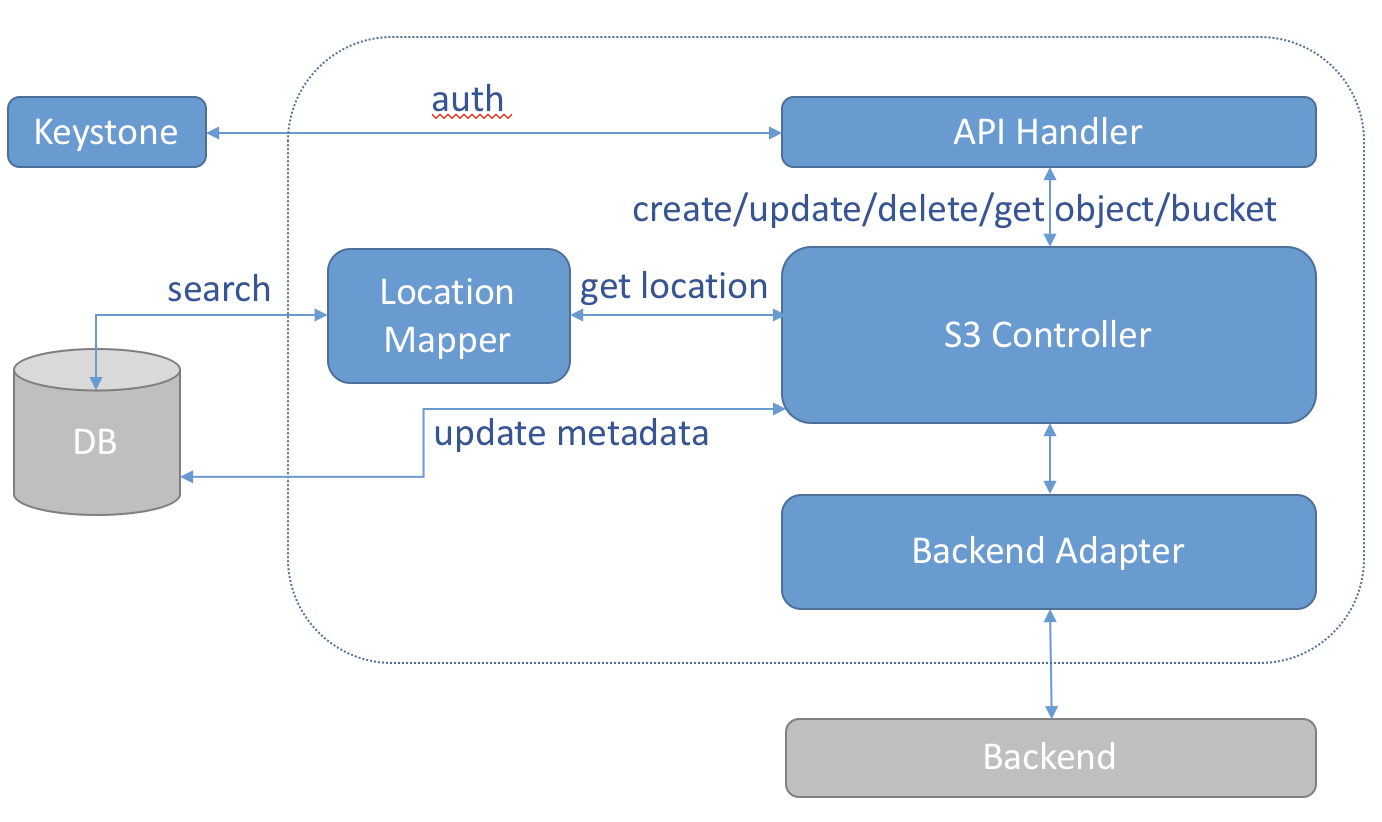 auth
Keystone
API Handler
create/update/delete/get object/bucket
search
Location
Mapper
get location
S3 Controller
DB
update metadata
Backend Adapter
Backend